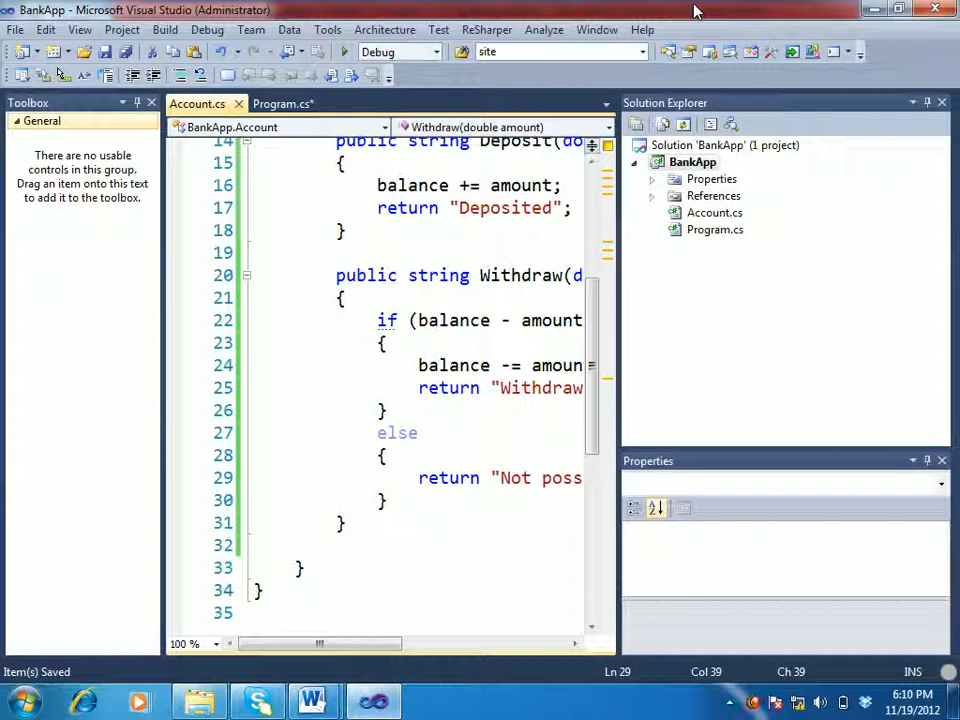 BankApp - Microsoft Visual Studio (Administrator)
File Edit View Project Build Debug Team Data Tools Architecture Test ReSharper Analyze Window Help
Debug site
Toolbox
General
There are no usable
controls in this group.
Drag an item onto this text
to add it to the toolbox.
Account.cs Program.cs*
BankApp.Account Withdraw(double amount)
14 public string Deposit(do
15 {
16 balance += amount;
17 return "Deposited";
18 }
19
20 public string Withdraw(d
21 {
22 if (balance - amount
23 {
24 balance -= amoun
25 return "Withdraw
26 }
27 else
28 {
29 return "Not poss
30 }
31 }
32
33 }
34 }
35
100 %
Solution Explorer
Solution 'BankApp' (1 project)
BankApp
Properties
References
Account.cs
Program.cs
Properties
Item(s) Saved Ln 29 Col 39 Ch 39 INS
6:10 PM
11/19/2012